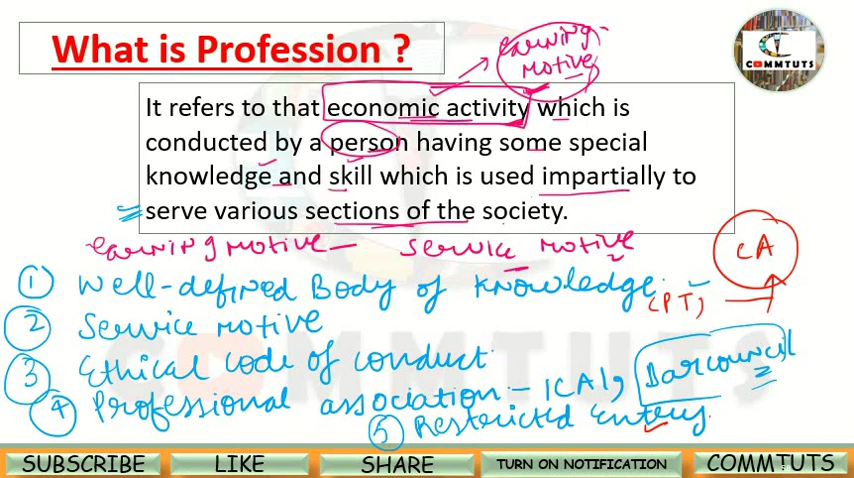 What is Profession ?
COMMTUTS
earning
motive
It refers to that economic activity which is
conducted by a person having some special
knowledge and skill which is used impartially to
serve various sections of the society.
earning motive — service motive
CA
① Well-defined Body of Knowledge.
(PT)
② Service motive
③ Ethical code of conduct
④ Professional association - ICAI, Barcouncil
⑤ Restricted Entery
COMMTUTS
SUBSCRIBE LIKE SHARE TURN ON NOTIFICATION COMMTUTS